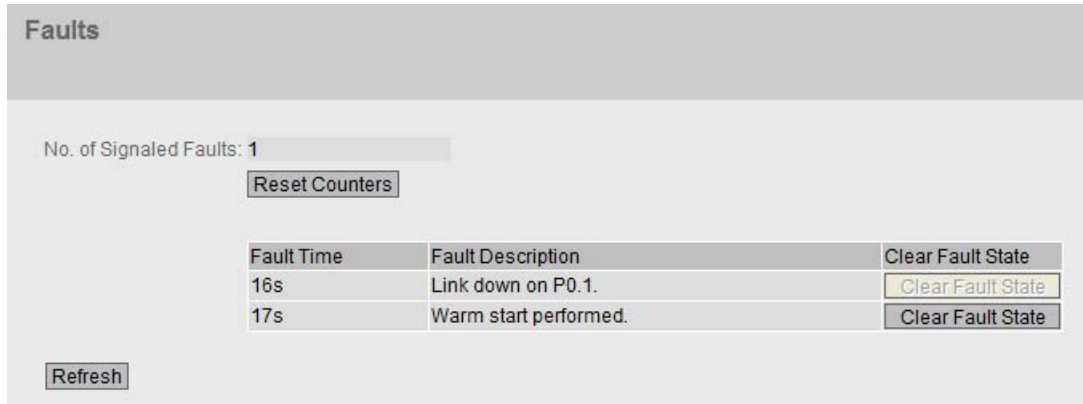 Faults
No. of Signaled Faults: 1
Reset Counters
Fault Time Fault Description Clear Fault State
16s Link down on P0.1. Clear Fault State
17s Warm start performed. Clear Fault State
Refresh